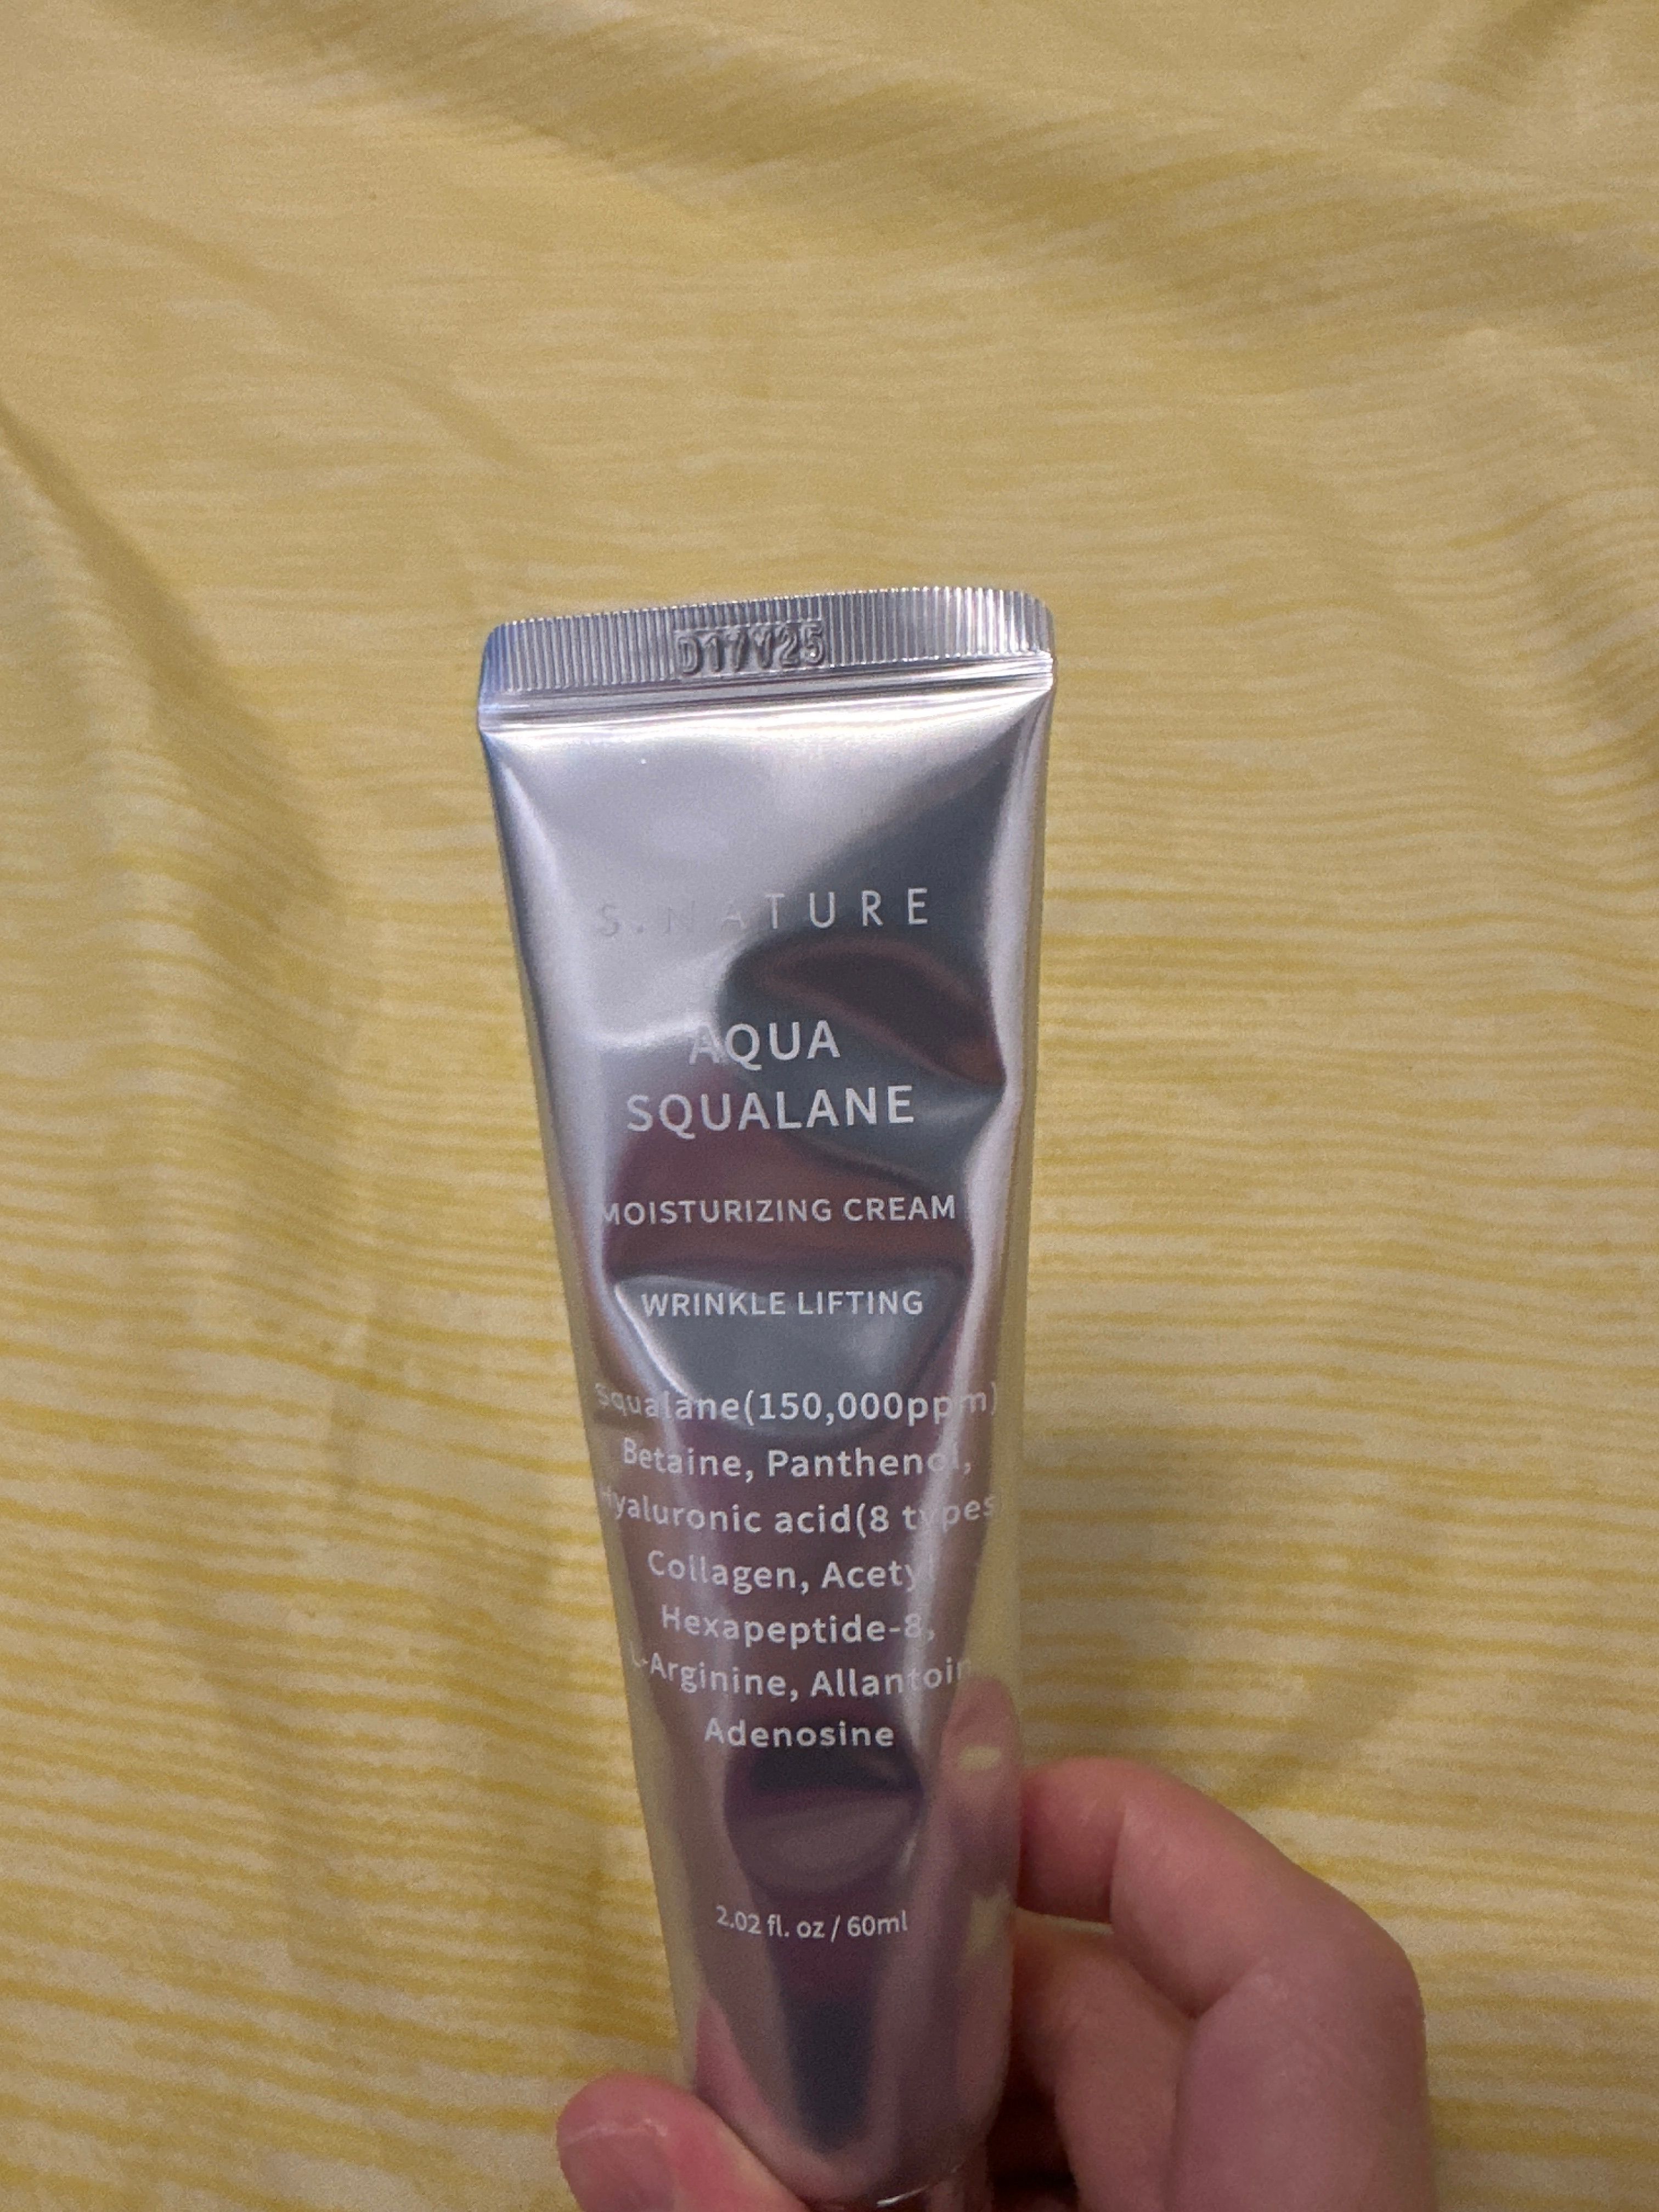 S.NATURE
AQUA
SQUALANE
MOISTURIZING CREAM
WRINKLE LIFTING
Squalane(150,000ppm)
Betaine, Panthenol,
Hyaluronic acid(8 types
Collagen, Acetyl
Hexapeptide-8,
L-Arginine, Allantoin
Adenosine
2.02 fl. oz / 60ml